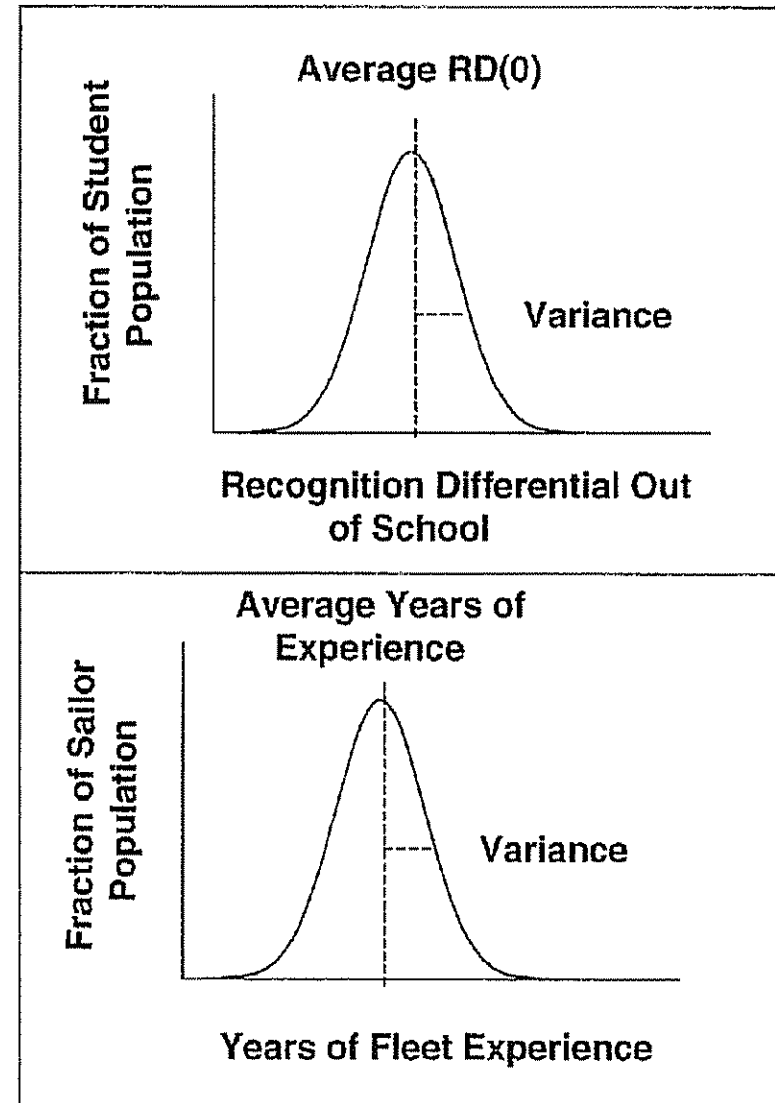 Average RD(0)
Fraction of Student
Population
Variance
Recognition Differential Out
of School
Average Years of
Experience
Fraction of Sailor
Population
Variance
Years of Fleet Experience